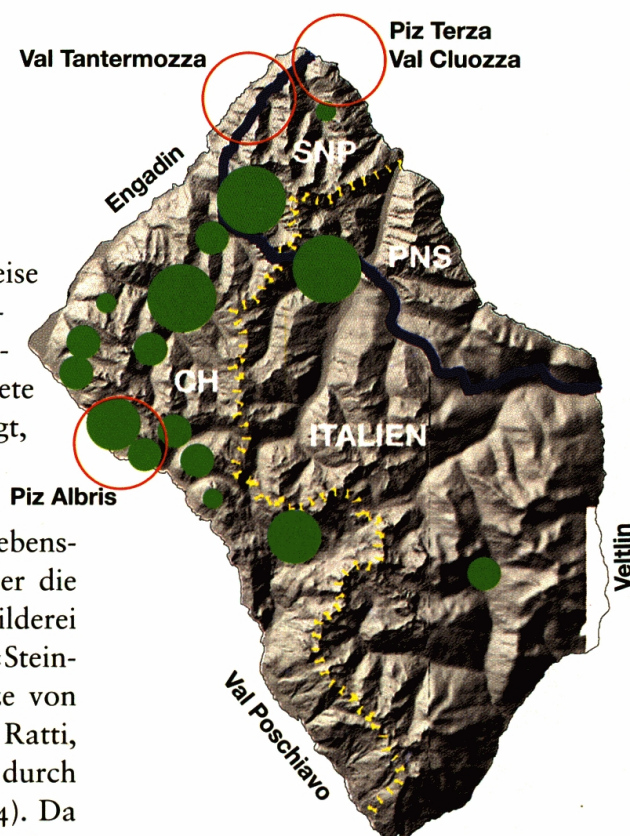 Piz Terza
Val Cluozza
Val Tantermozza
SNP
Engadin
PNS
CH
ITALIEN
Piz Albris
Veltlin
Val Poschiavo
eise
-
-
ete
gt,
ebens-
er die
ilderei
Stein-
ze von
Ratti,
durch
4). Da